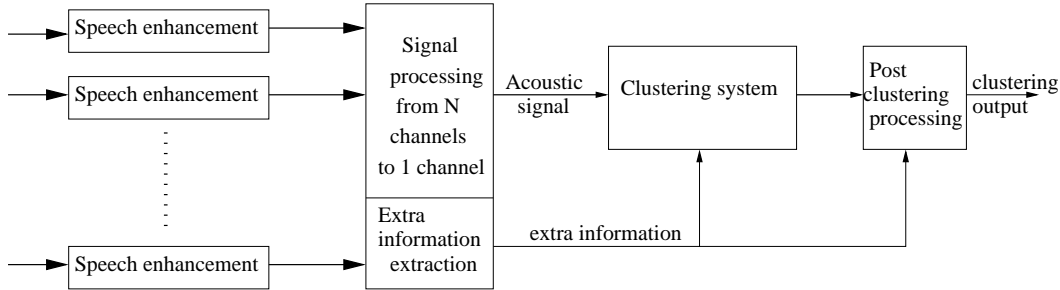 Speech enhancement
Speech enhancement
Speech enhancement
Signal
processing
from N
channels
to 1 channel
Extra
information
extraction
Acoustic
signal
extra information
Clustering system
Post
clustering
processing
clustering
output